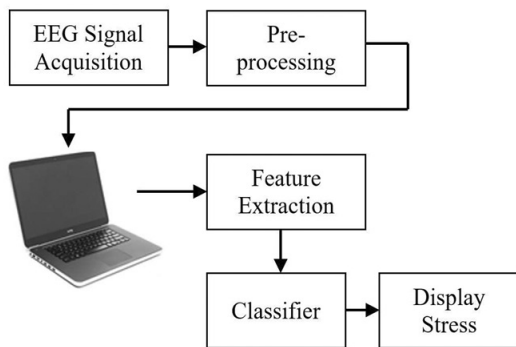 EEG Signal
Acquisition
Pre-
processing
Feature
Extraction
Classifier
Display
Stress